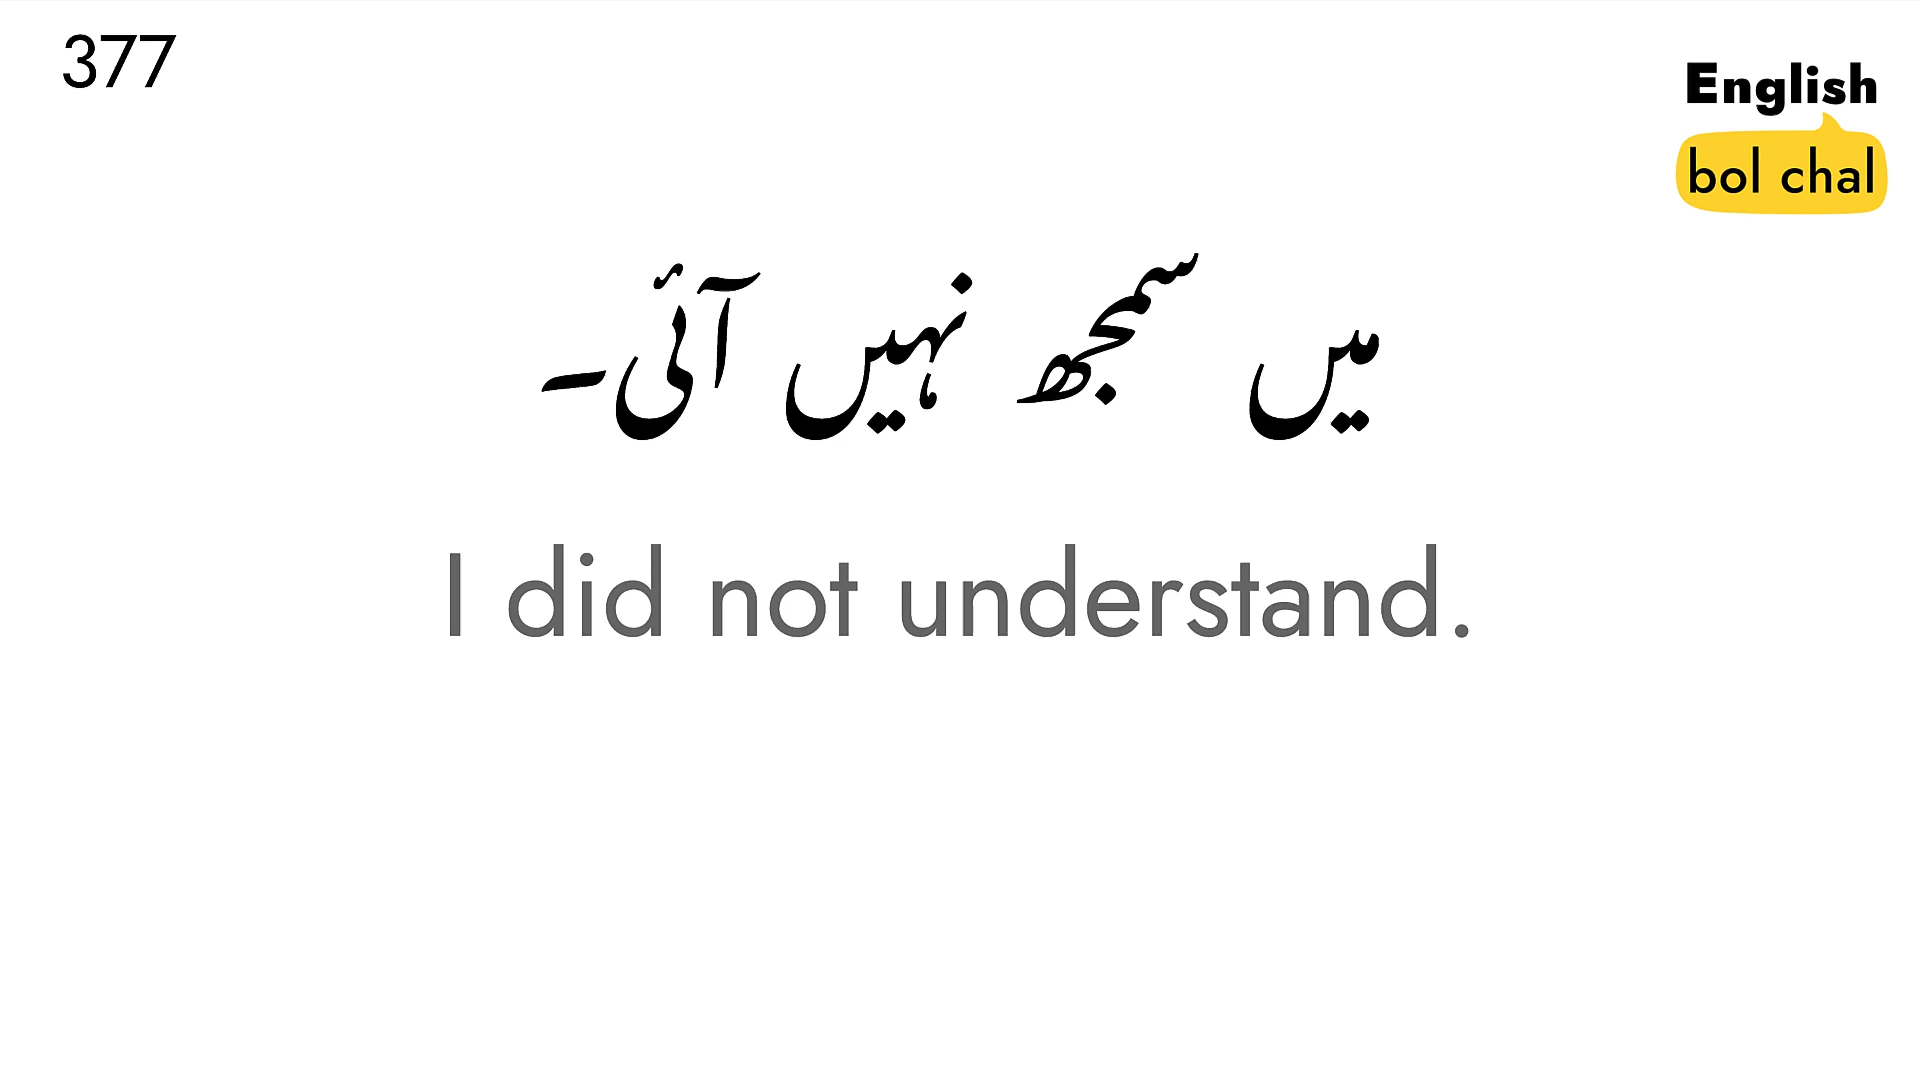 377
English
bol chal
میں سمجھ نہیں آئی۔
I did not understand.